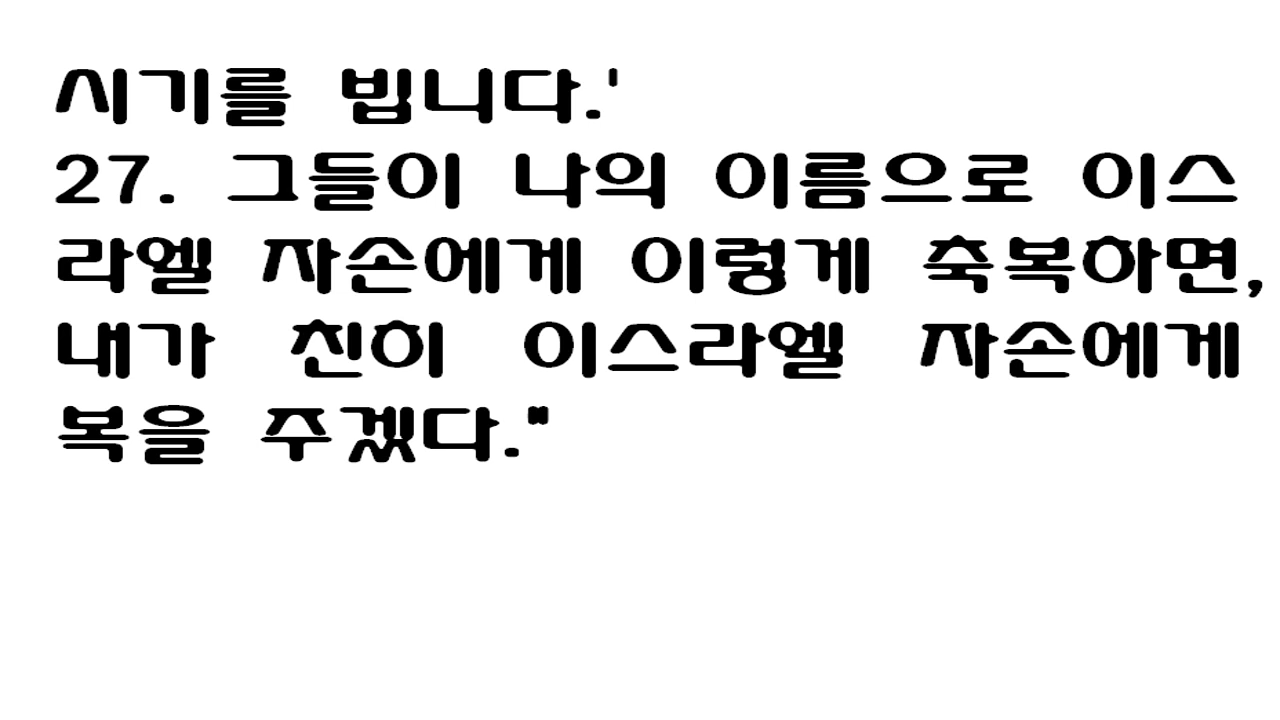 시기를 빕니다.'
27. 그들이 나의 이름으로 이스
라엘 자손에게 이렇게 축복하면,
내가 친히 이스라엘 자손에게
복을 주겠다."